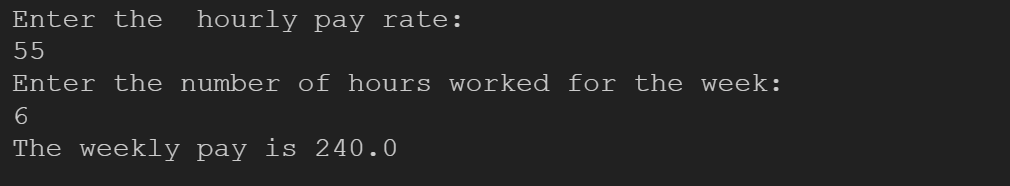 Enter the  hourly pay rate:
55
Enter the number of hours worked for the week:
6
The weekly pay is 240.0